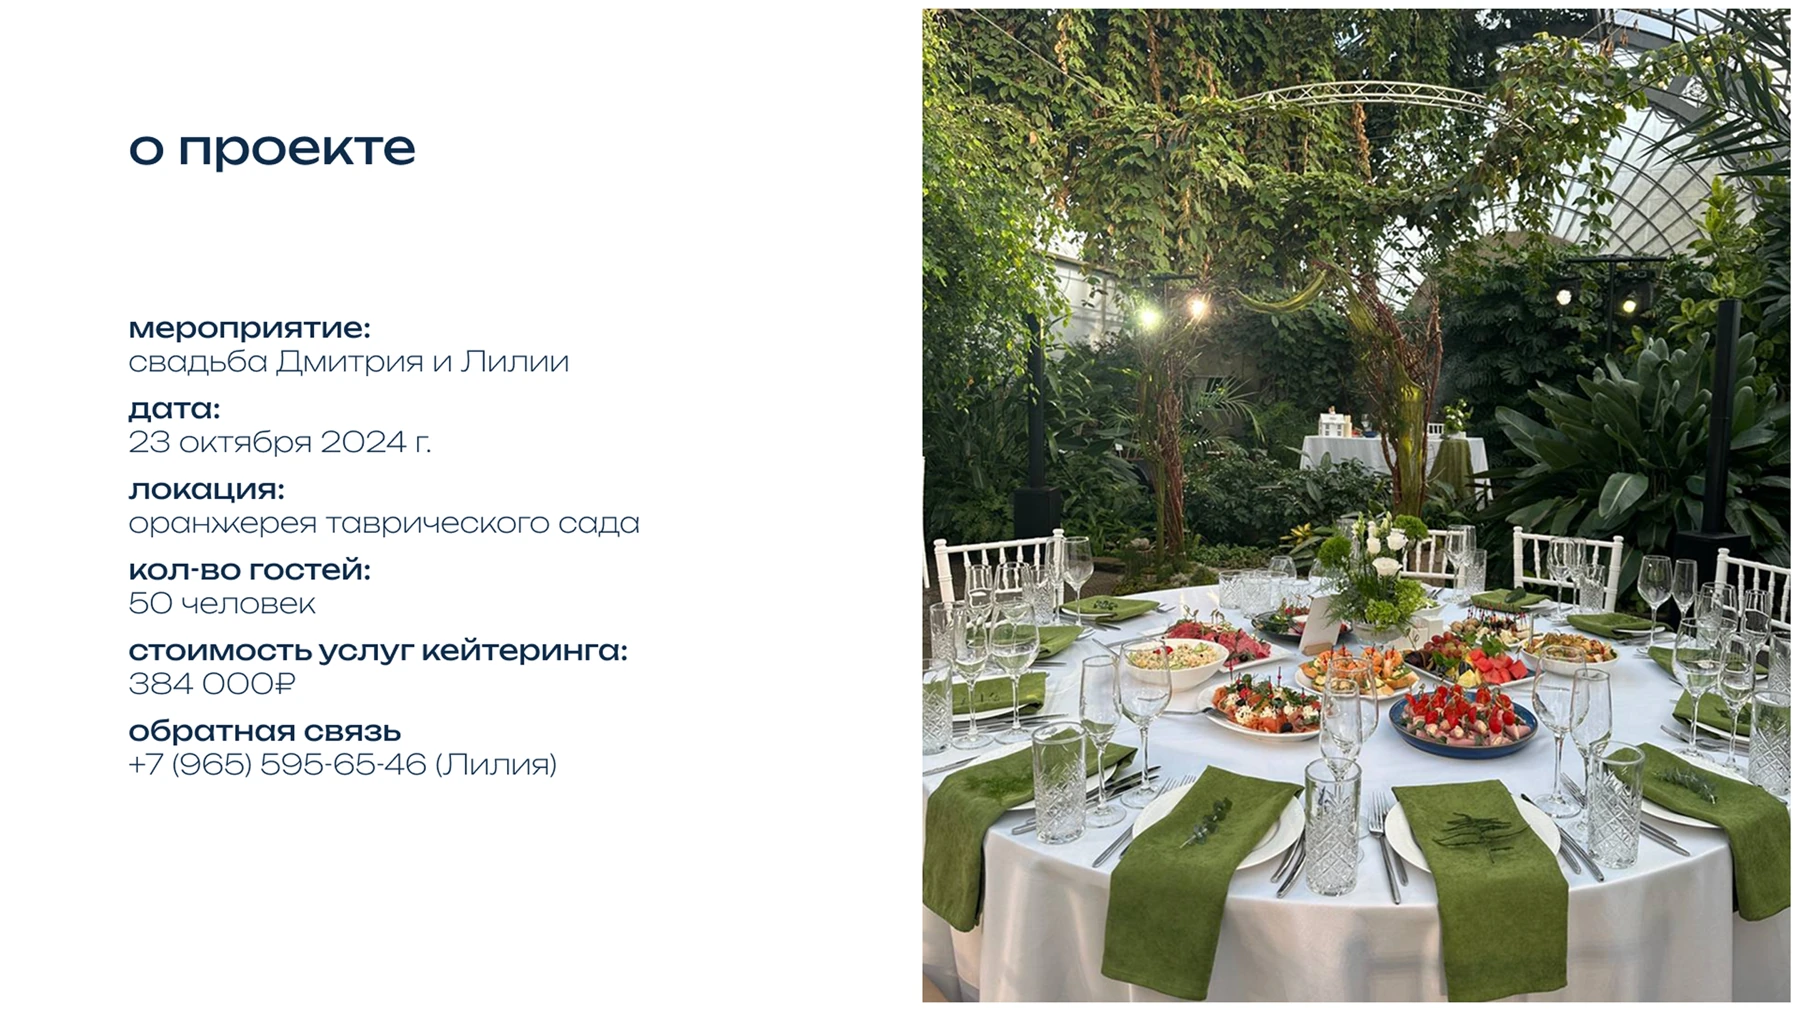 о проекте
мероприятие:
свадьба Дмитрия и Лилии
дата:
23 октября 2024 г.
локация:
оранжерея таврического сада
кол-во гостей:
50 человек
стоимость услуг кейтеринга:
384 000₽
обратная связь
+7 (965) 595-65-46 (Лилия)